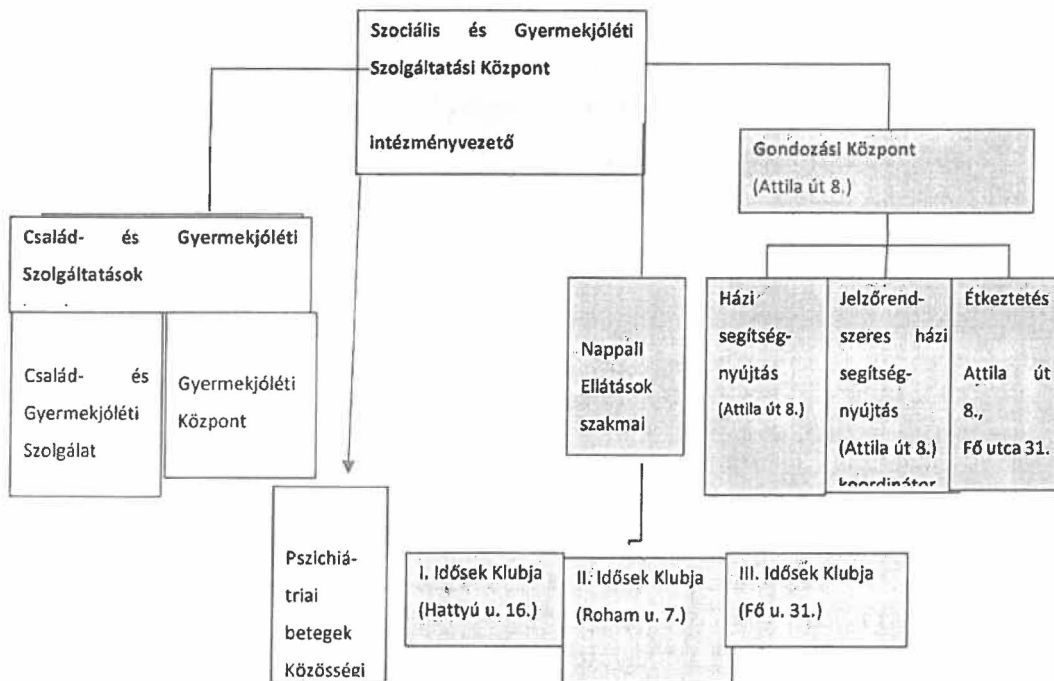 Szociális és Gyermekjóléti
Szolgáltatási Központ
intézményvezető
Gondozási Központ
(Attila út 8.)
Család- és Gyermekjóléti
Szolgáltatások
Család- és
Gyermekjóléti
Szolgálat
Gyermekjóléti
Központ
Nappali
Ellátások
szakmai
Házi
segítség-
nyújtás
(Attila út 8.)
Jelzőrend-
szeres házi
segítség-
nyújtás
(Attila út 8.)
koordinátor
Étkeztetés
Attila út
8.,
Fő utca 31.
Pszichiá-
triai
betegek
Közösségi
I. Idősek Klubja
(Hattyú u. 16.)
II. Idősek Klubja
(Roham u. 7.)
III. Idősek Klubja
(Fő u. 31.)